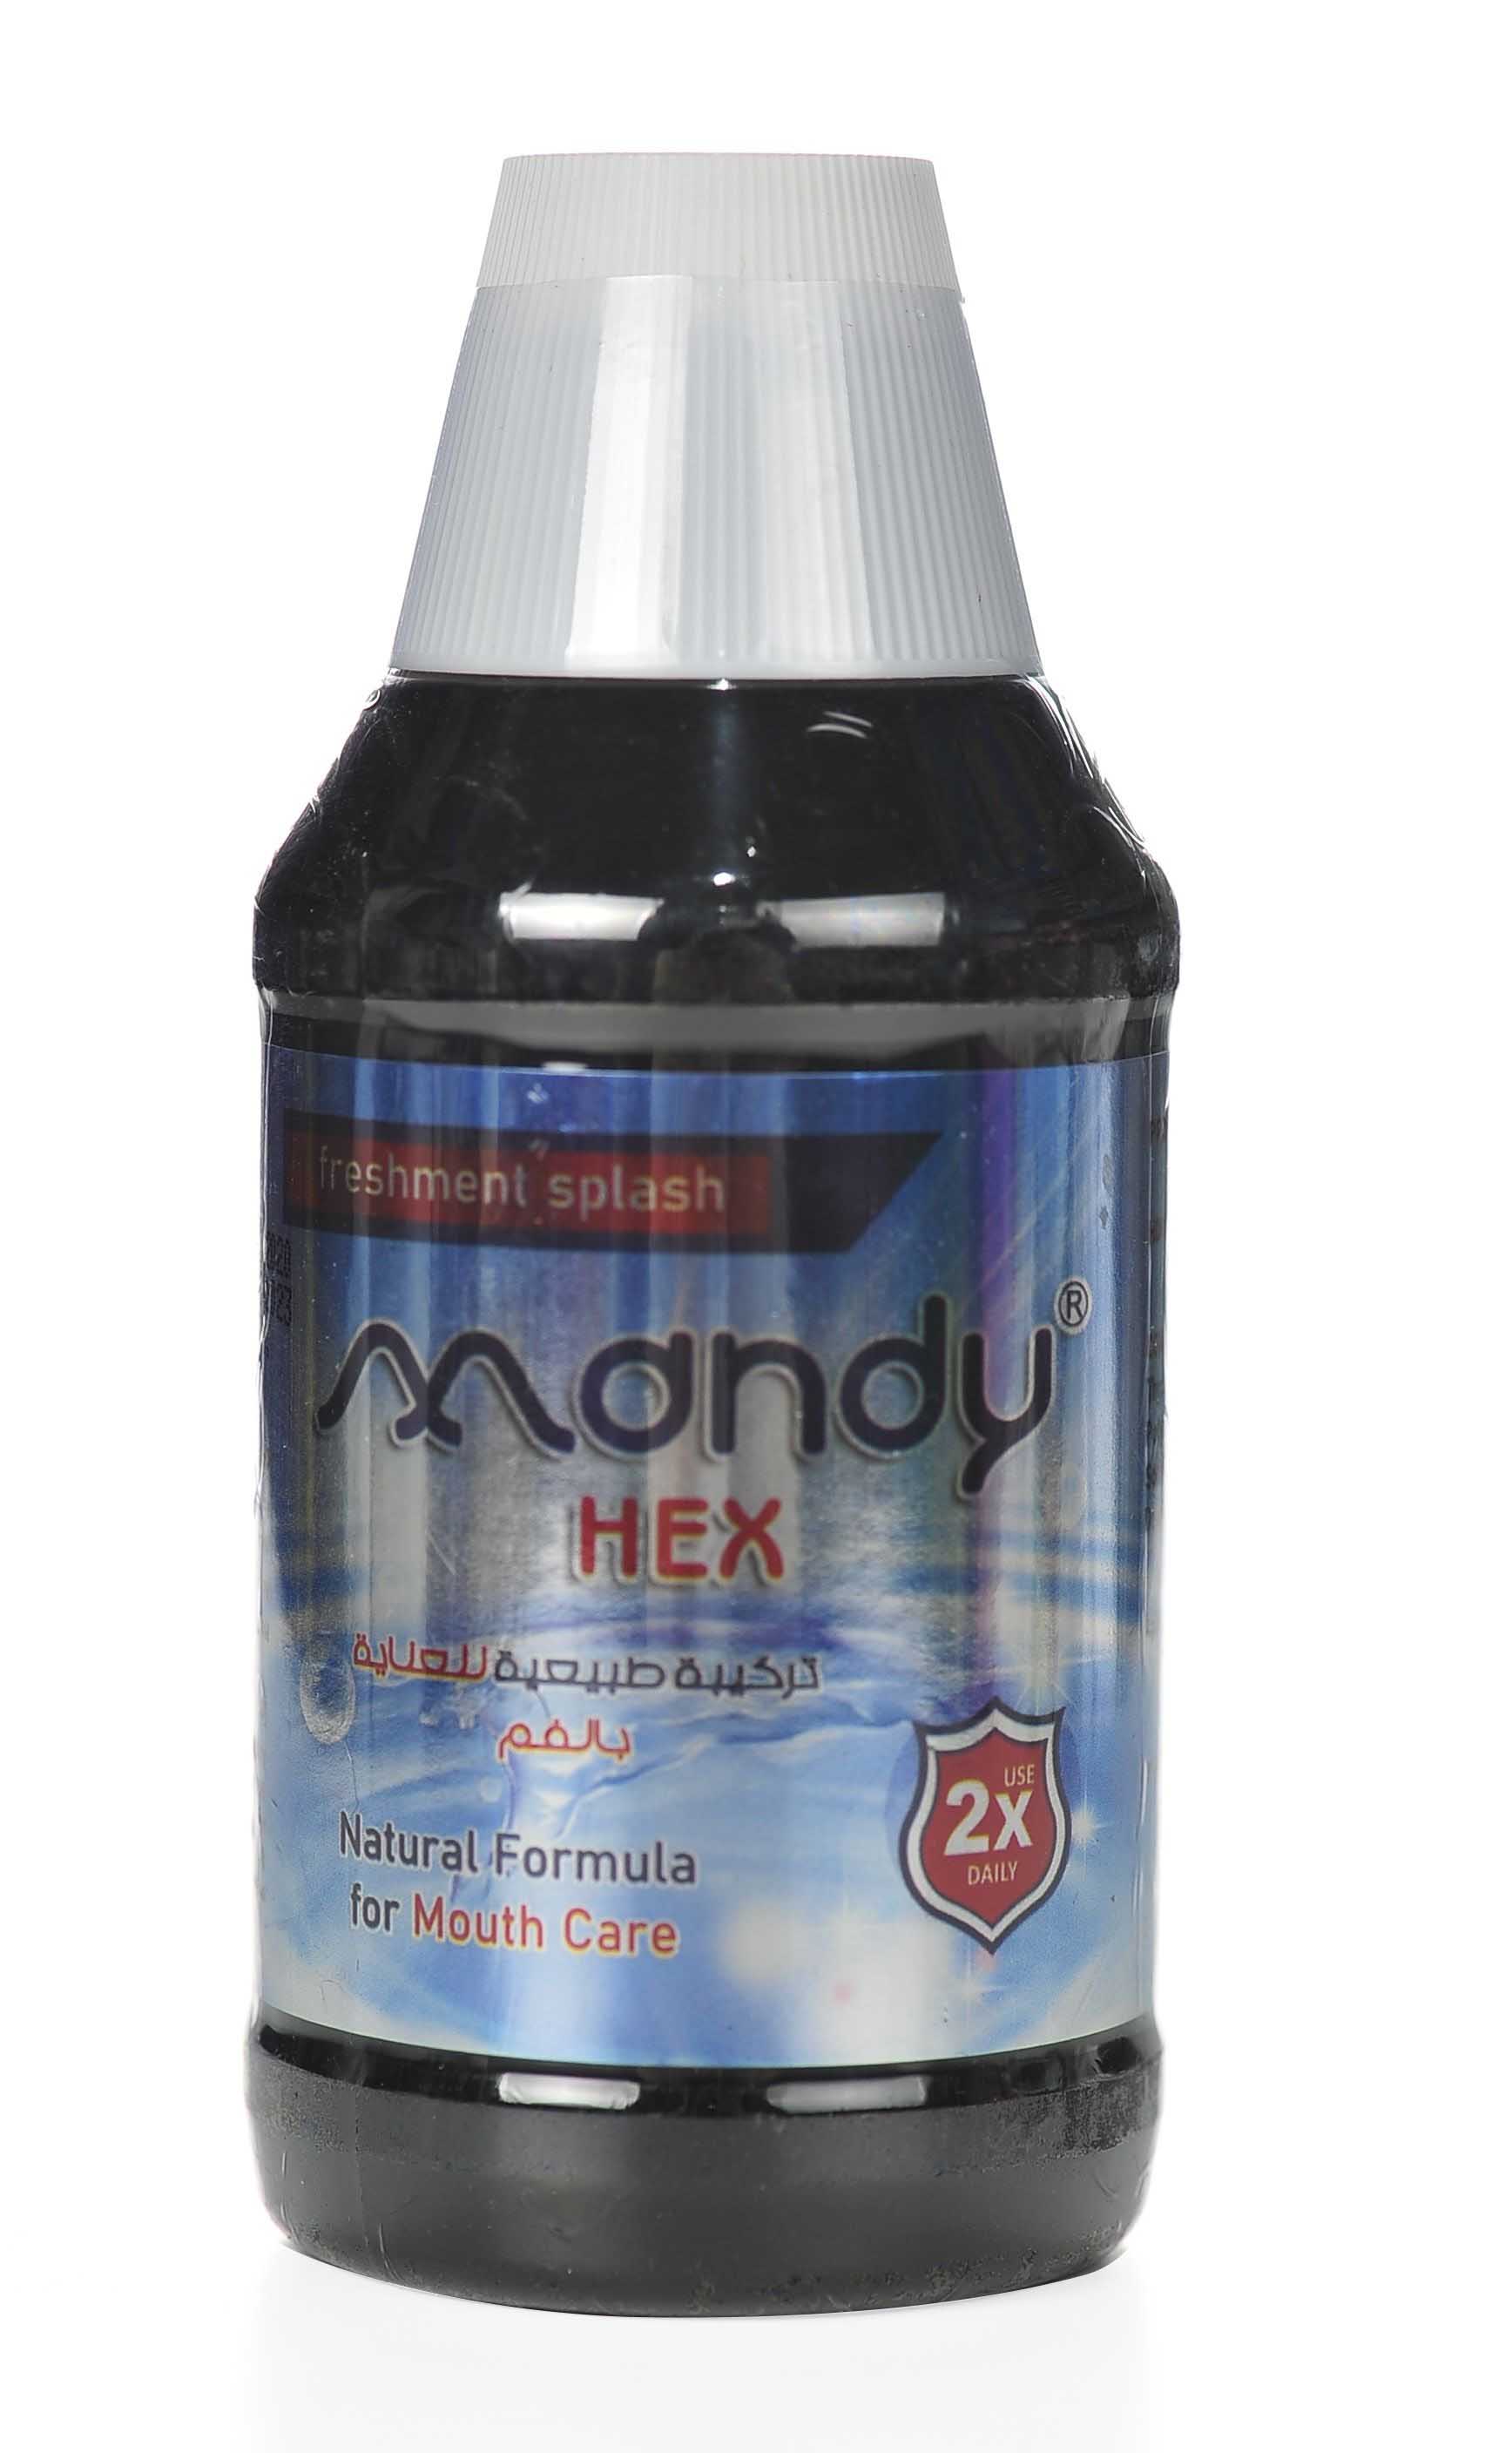 freshment splash
mandy®
HEX
تركيبة طبيعية للعناية
بالفم
Natural Formula
for Mouth Care
USE
2X
DAILY